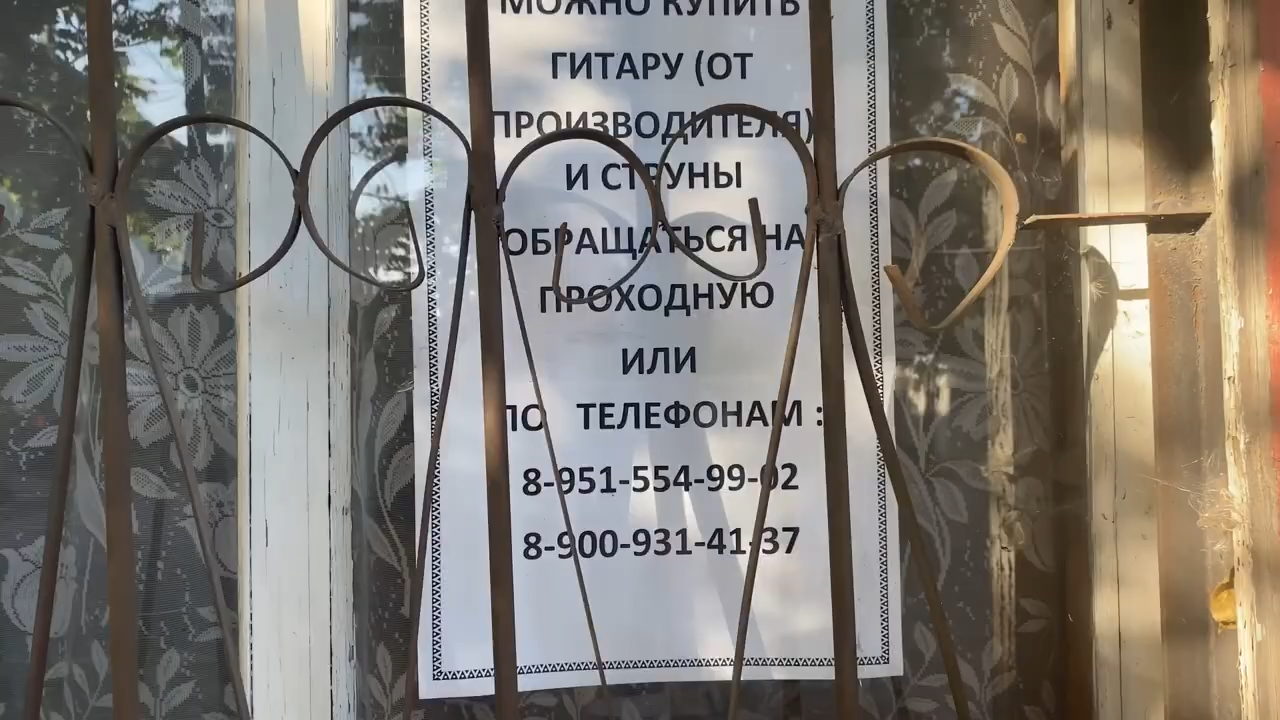 МОЖНО КУПИТЬ
ГИТАРУ (ОТ
ПРОИЗВОДИТЕЛЯ)
И СТРУНЫ
ОБРАЩАТЬСЯ НА
ПРОХОДНУЮ
ИЛИ
ПО ТЕЛЕФОНАМ :
8-951-554-99-02
8-900-931-41-37